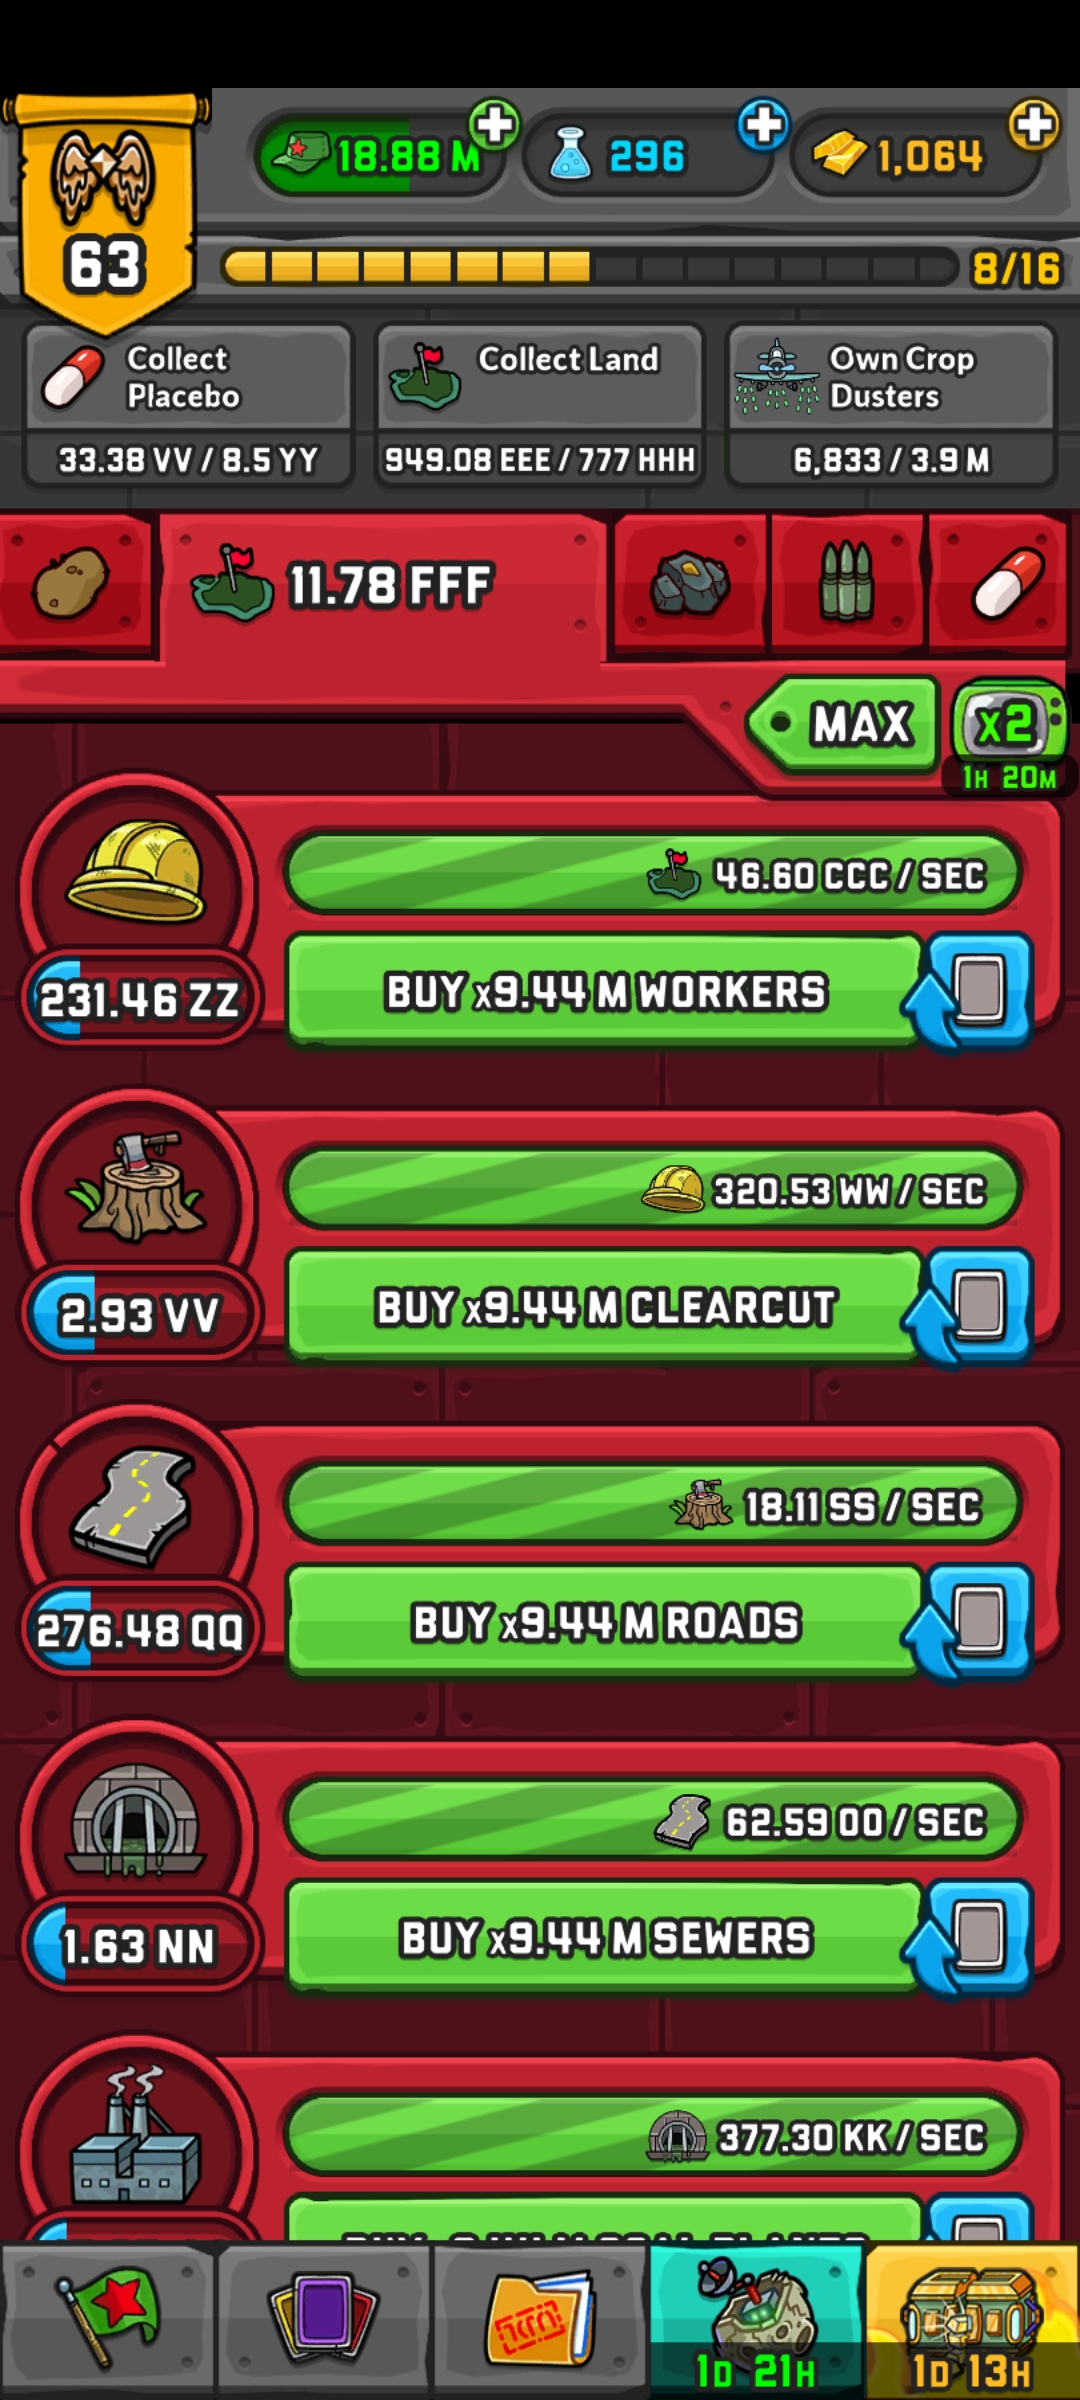 63
18.88 M
296
1,064
8/16
Collect
Placebo
33.38 VV / 8.5 YY
Collect Land
949.08 EEE / 777 HHH
Own Crop
Dusters
6,833 / 3.9 M
11.78 FFF
MAX
x2
1H 20M
46.60 CCC / SEC
231.46 ZZ
BUY x9.44 M WORKERS
320.53 WW / SEC
2.93 VV
BUY x9.44 M CLEARCUT
18.11 SS / SEC
276.48 QQ
BUY x9.44 M ROADS
62.59 OO / SEC
1.63 NN
BUY x9.44 M SEWERS
377.30 KK / SEC
1D 21H
1D 13H